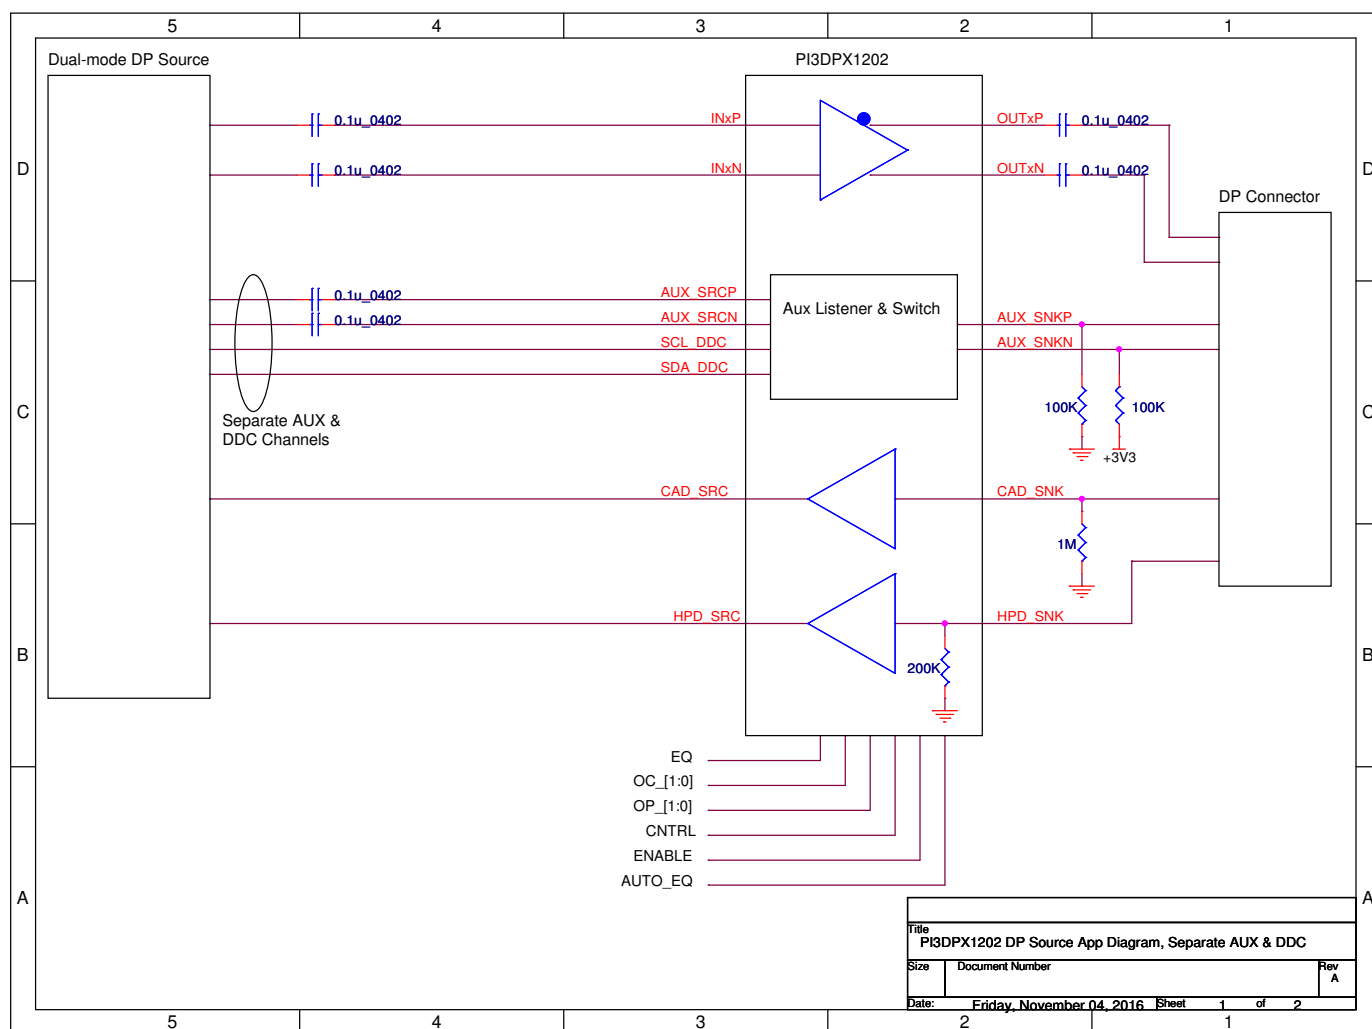 5 4 3 2 1
Dual-mode DP Source
PI3DPX1202
0.1u_0402 INxP OUTxP 0.1u_0402
D D
0.1u_0402 INxN OUTxN 0.1u_0402
DP Connector
0.1u_0402 AUX_SRCP
Aux Listener & Switch
0.1u_0402 AUX_SRCN AUX_SNKP
SCL_DDC AUX_SNKN
SDA_DDC
C 100K 100K C
Separate AUX &
DDC Channels
+3V3
CAD_SRC CAD_SNK
1M
HPD_SRC HPD_SNK
B B
200K
EQ
OC_[1:0]
OP_[1:0]
CNTRL
ENABLE
AUTO_EQ
A A
Title
PI3DPX1202 DP Source App Diagram, Separate AUX & DDC
Size Document Number Rev
A
Date: Friday, November 04, 2016 Sheet 1 of 2
5 4 3 2 1